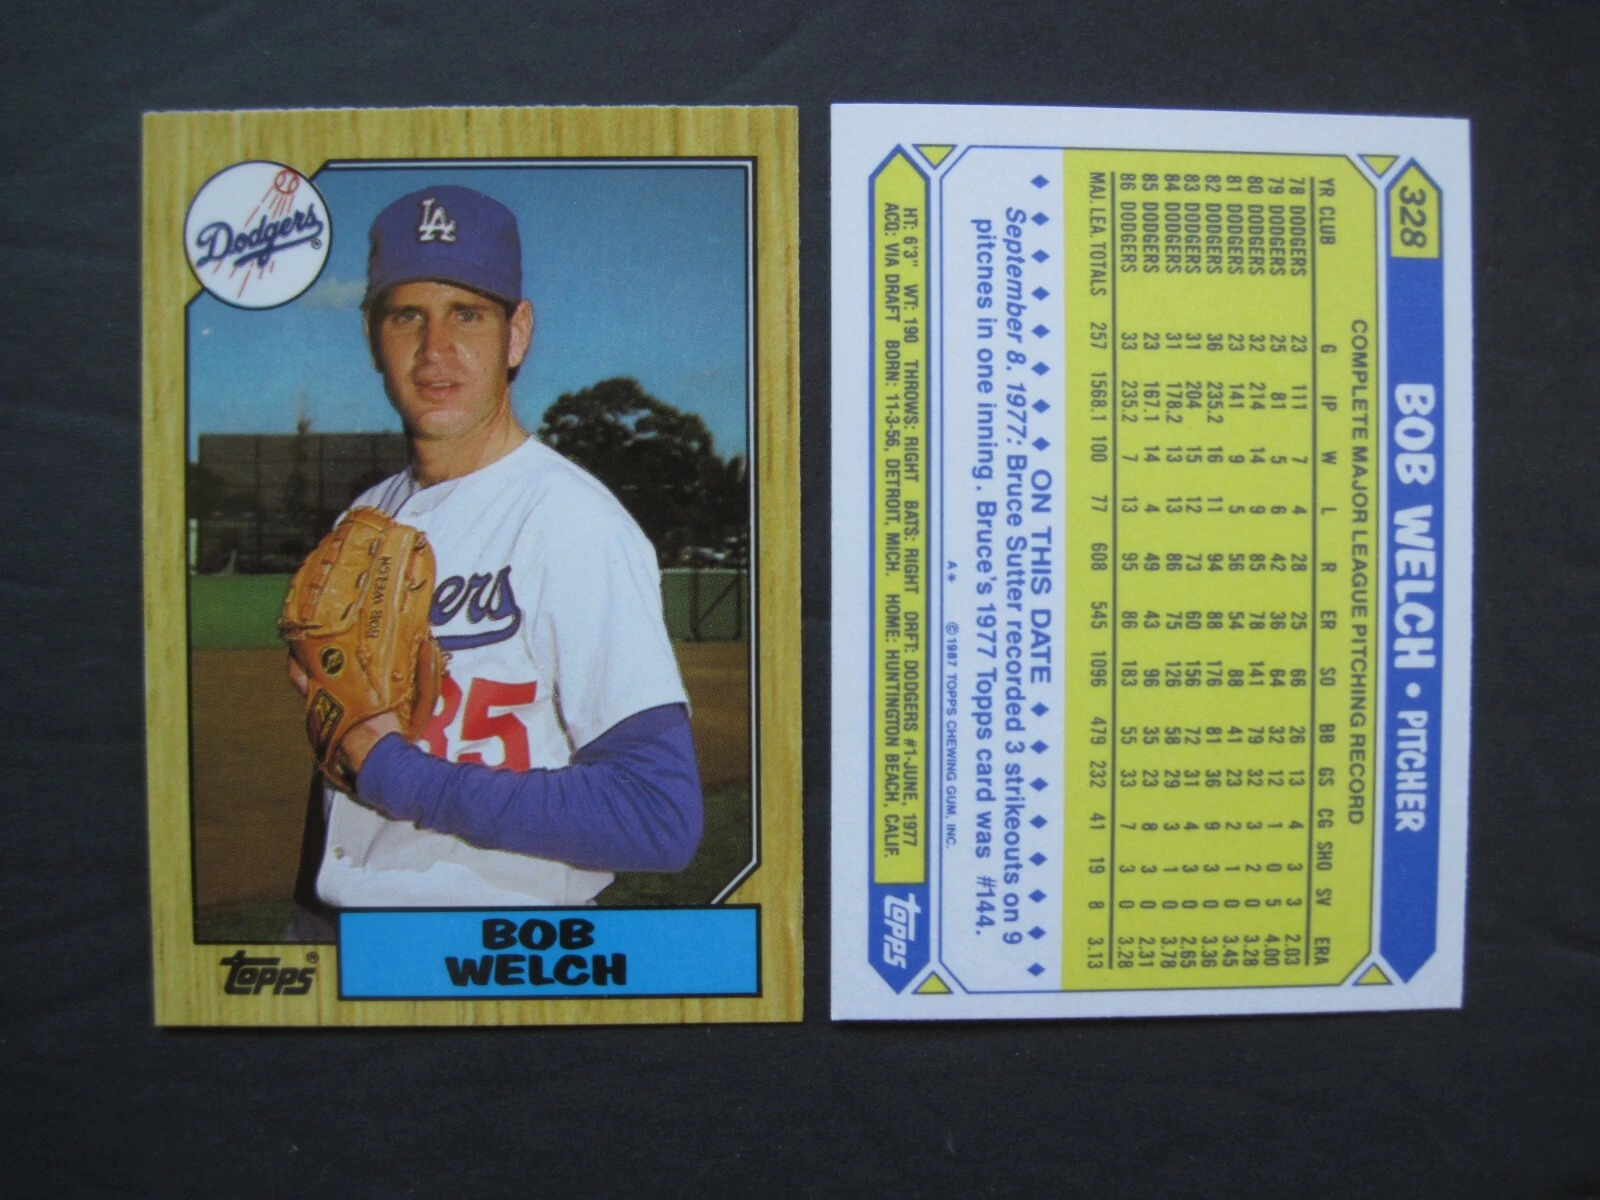 Dodgers®
LA
BOB WELCH
ers
35
topps®
BOB
WELCH
328
BOB WELCH • PITCHER
COMPLETE MAJOR LEAGUE PITCHING RECORD
YR CLUB G IP W L R ER SO BB GS CG SHO SV ERA
78 DODGERS 23 111 7 4 28 25 66 26 13 4 3 3 2.03
79 DODGERS 25 81 5 6 42 36 64 32 12 1 0 5 4.00
80 DODGERS 32 214 14 9 85 78 141 79 32 3 2 0 3.28
81 DODGERS 23 141 9 5 56 54 88 41 23 2 1 0 3.45
82 DODGERS 36 235.2 16 11 94 88 176 81 36 9 3 0 3.36
83 DODGERS 31 204 15 12 73 60 156 72 31 4 3 0 2.65
84 DODGERS 31 178.2 13 13 86 75 126 58 29 3 1 0 3.78
85 DODGERS 23 167.1 14 4 49 43 96 35 23 8 3 0 2.31
86 DODGERS 33 235.2 7 13 95 86 183 55 33 7 3 0 3.28
MAJ. LEA. TOTALS 257 1568.1 100 77 608 545 1096 479 232 41 19 8 3.13
ON THIS DATE
September 8, 1977: Bruce Sutter recorded 3 strikeouts on 9
pitches in one inning. Bruce's 1977 Topps card was #144.
A* ©1987 TOPPS CHEWING GUM, INC.
HT: 6'3" WT: 190 THROWS: RIGHT BATS: RIGHT DRFT: DODGERS #1-JUNE, 1977
ACQ: VIA DRAFT BORN: 11-3-56, DETROIT, MICH. HOME: HUNTINGTON BEACH, CALIF.
topps